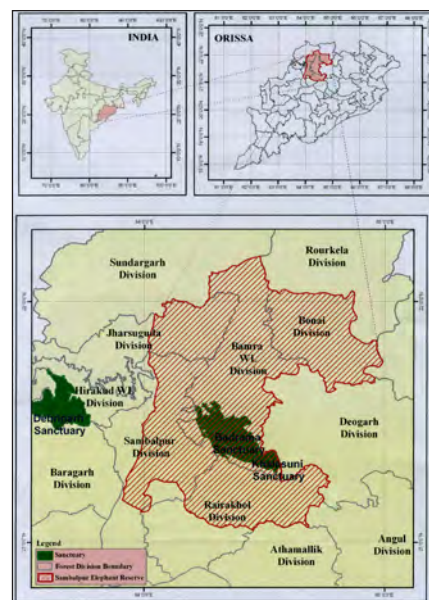 INDIA
ORISSA
Sundargarh
Division
Rourkela
Division
Jharsuguda
Division
Bonai
Division
Bamra
WL
Division
Hirakud WL
Division
Debrigarh
Sanctuary
Sambalpur
Division
Badrama
Sanctuary
Deogarh
Division
Khalasuni
Sanctuary
Baragarh
Division
Rairakhol
Division
Athamallik
Division
Angul
Division
Legend
Sanctuary
Forest Division Boundary
Sambalpur Elephant Reserve